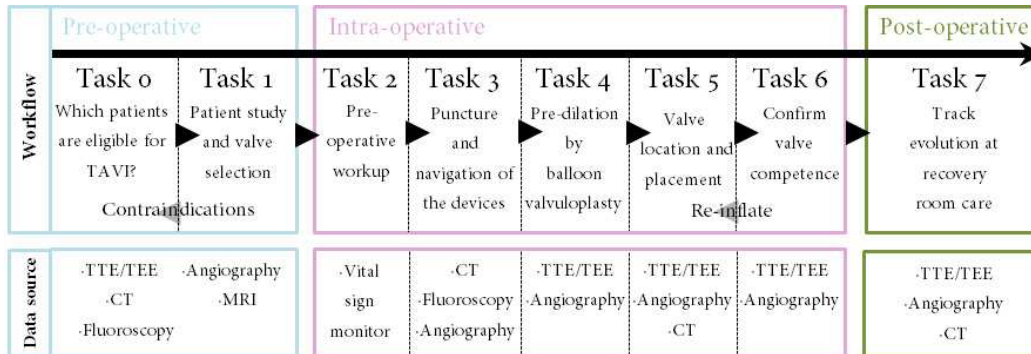 Pre-operative
Intra-operative
Post-operative
Workflow
Task 0
Which patients
are eligible for
TAVI?
Task 1
Patient study
and valve
selection
Contraindications
Task 2
Pre-
operative
workup
Task 3
Puncture
and
navigation of
the devices
Task 4
Pre-dilation
by
balloon
valvuloplasty
Task 5
Valve
location and
placement
Task 6
Confirm
valve
competence
Re-inflate
Task 7
Track
evolution at
recovery
room care
Data source
·TTE/TEE
·CT
·Fluoroscopy
·Angiography
·MRI
·Vital
sign
monitor
·CT
·Fluoroscopy
·Angiography
·TTE/TEE
·Angiography
·TTE/TEE
·Angiography
·CT
·TTE/TEE
·Angiography
·TTE/TEE
·Angiography
·CT